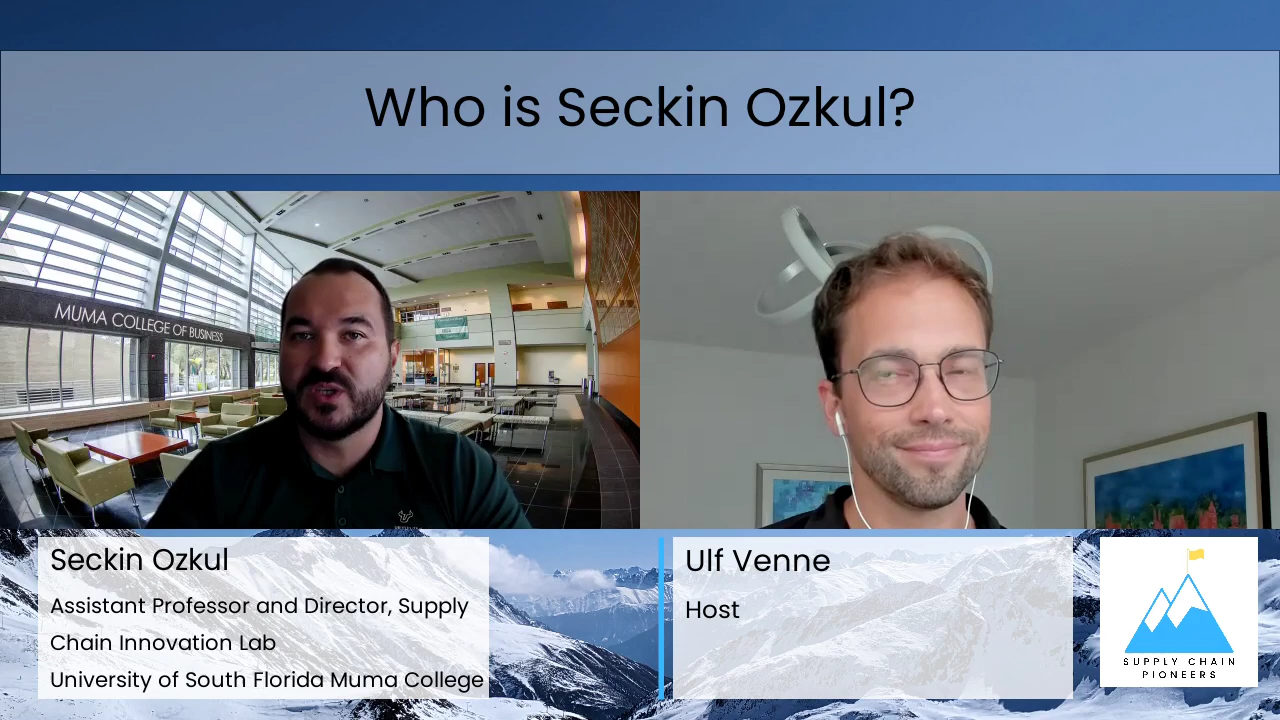 Who is Seckin Ozkul?
MUMA COLLEGE OF BUSINESS
Seckin Ozkul
Assistant Professor and Director, Supply
Chain Innovation Lab
University of South Florida Muma College
Ulf Venne
Host
SUPPLY CHAIN
PIONEERS